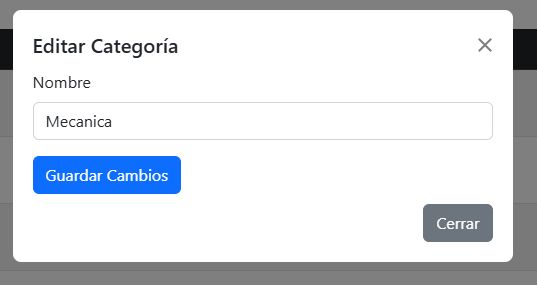 Editar Categoría
Nombre
Mecanica
Guardar Cambios
Cerrar